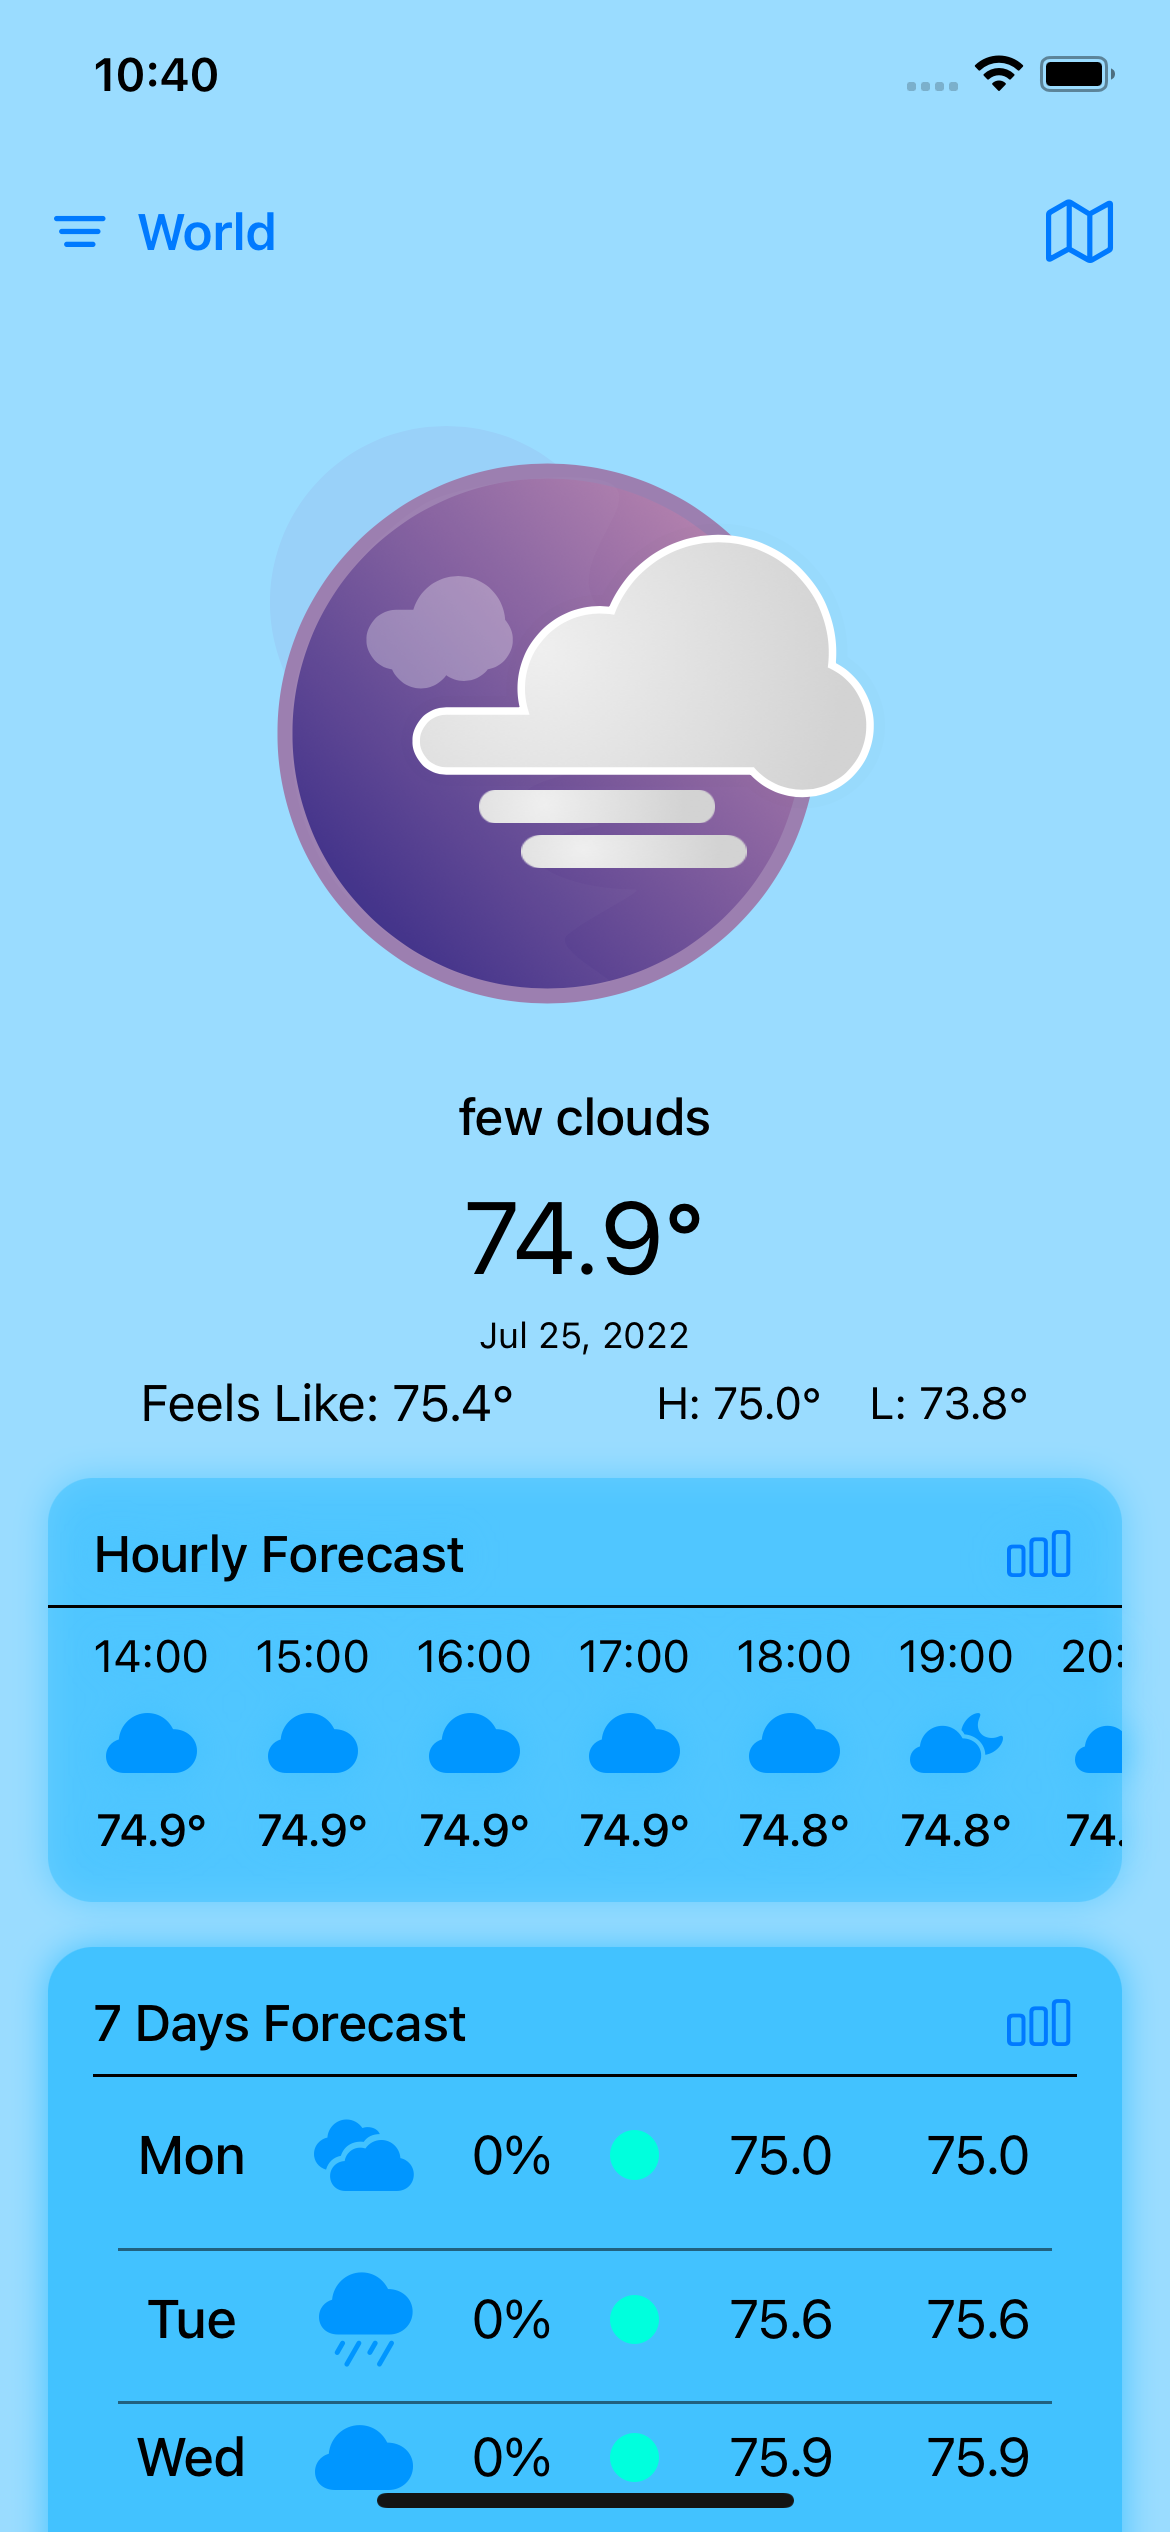 10:40
World
few clouds
74.9°
Jul 25, 2022
Feels Like: 75.4° H: 75.0° L: 73.8°
Hourly Forecast
14:00 15:00 16:00 17:00 18:00 19:00 20:
74.9° 74.9° 74.9° 74.9° 74.8° 74.8° 74.
7 Days Forecast
Mon 0% 75.0 75.0
Tue 0% 75.6 75.6
Wed 0% 75.9 75.9